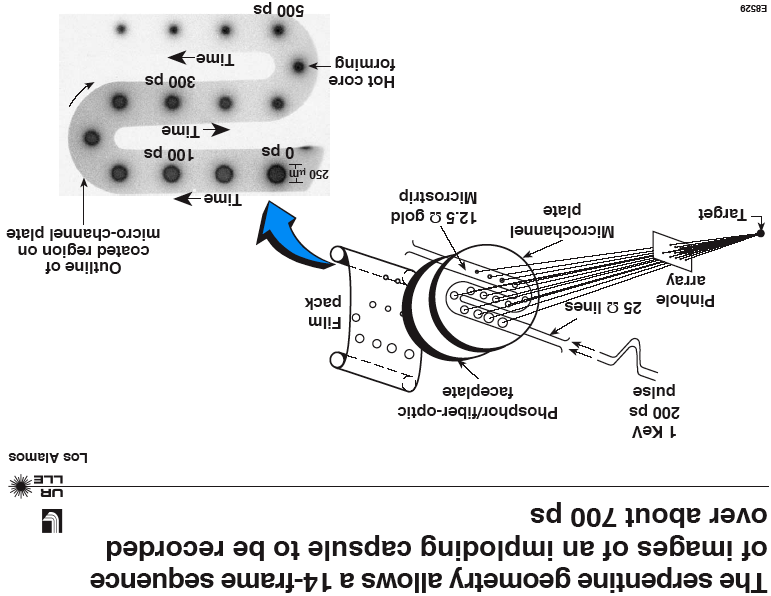 The serpentine geometry allows a 14-frame sequence
of images of an imploding capsule to be recorded
over about 700 ps
UR
LLE
Los Alamos
1 KeV
200 ps
pulse
Phosphor/fiber-optic
faceplate
25 Ω lines
Pinhole
array
Target
Film
pack
Microchannel
plate
12.5 Ω gold
Microstrip
Outline of
coated region on
micro-channel plate
Time
250
μm
0 ps
100 ps
Time
300 ps
Hot core
forming
Time
500 ps
E8529